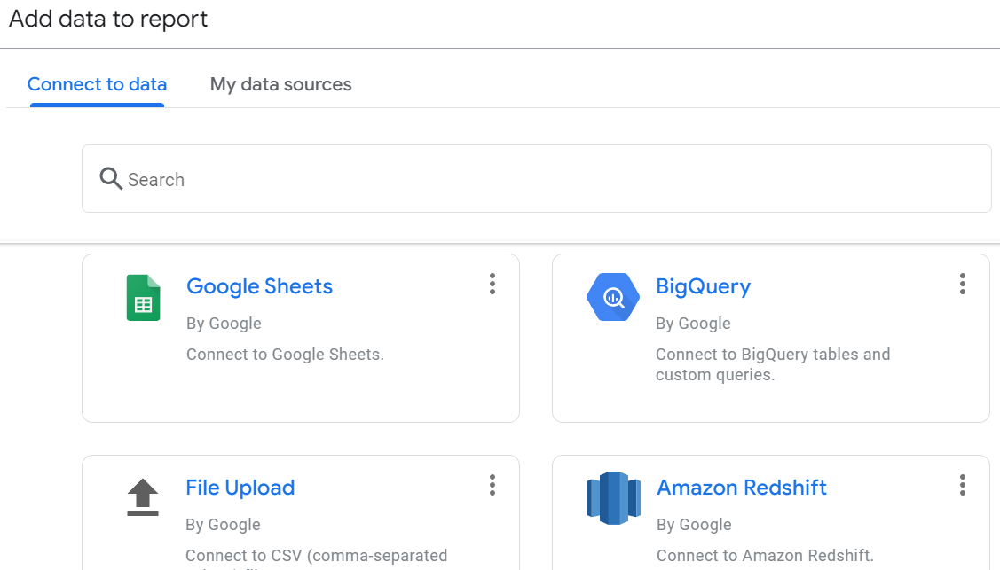 Add data to report
Connect to data
My data sources
Search
Google Sheets
By Google
Connect to Google Sheets.
BigQuery
By Google
Connect to BigQuery tables and
custom queries.
File Upload
By Google
Connect to CSV (comma-separated
Amazon Redshift
By Google
Connect to Amazon Redshift.